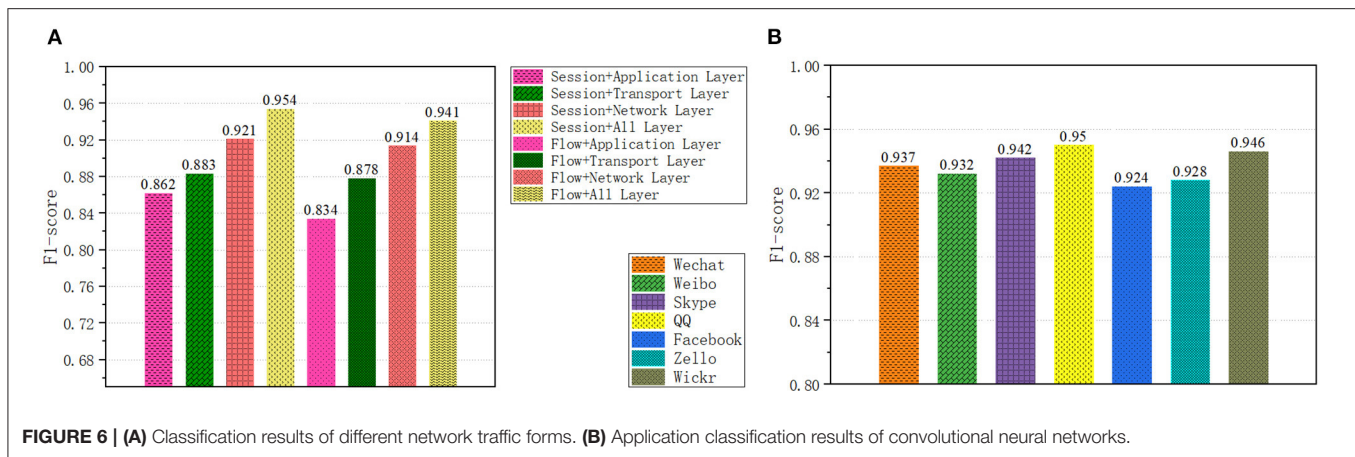 A
1.00
0.96
0.92
0.88
0.84
0.80
0.76
0.72
0.68
F1-score
0.862
0.883
0.921
0.954
0.834
0.878
0.914
0.941
Session+Application Layer
Session+Transport Layer
Session+Network Layer
Session+All Layer
Flow+Application Layer
Flow+Transport Layer
Flow+Network Layer
Flow+All Layer
Wechat
Weibo
Skype
QQ
Facebook
Zello
Wickr
B
1.00
0.96
0.92
0.88
0.84
0.80
F1-score
0.937
0.932
0.942
0.95
0.924
0.928
0.946
FIGURE 6 | (A) Classification results of different network traffic forms. (B) Application classification results of convolutional neural networks.